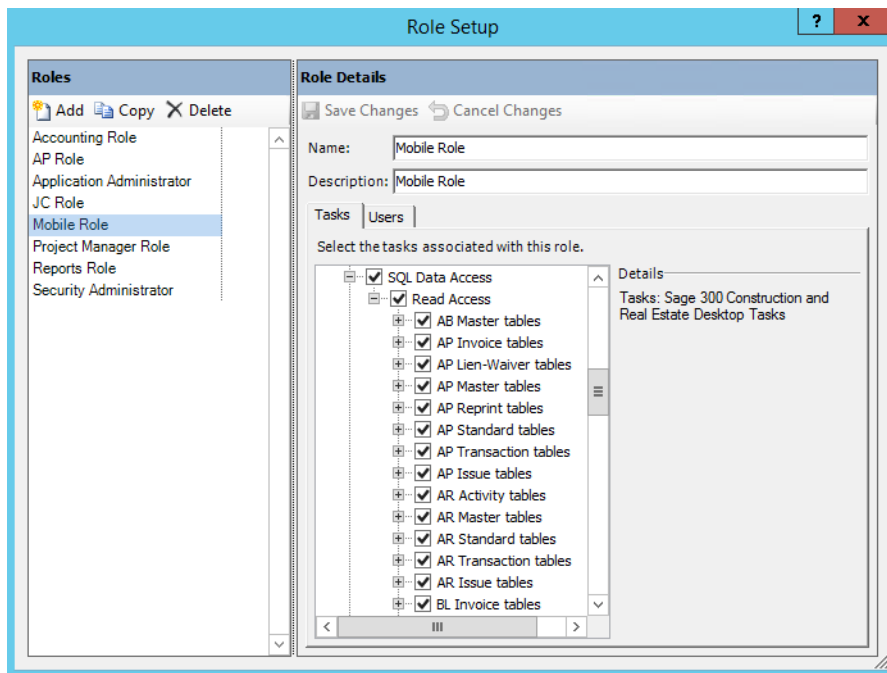 Role Setup
?
x
Roles
Add Copy Delete
Accounting Role
AP Role
Application Administrator
JC Role
Mobile Role
Project Manager Role
Reports Role
Security Administrator
Role Details
Save Changes Cancel Changes
Name: Mobile Role
Description: Mobile Role
Tasks Users
Select the tasks associated with this role.
SQL Data Access
Read Access
AB Master tables
AP Invoice tables
AP Lien-Waiver tables
AP Master tables
AP Reprint tables
AP Standard tables
AP Transaction tables
AP Issue tables
AR Activity tables
AR Master tables
AR Standard tables
AR Transaction tables
AR Issue tables
BL Invoice tables
Details
Tasks: Sage 300 Construction and
Real Estate Desktop Tasks